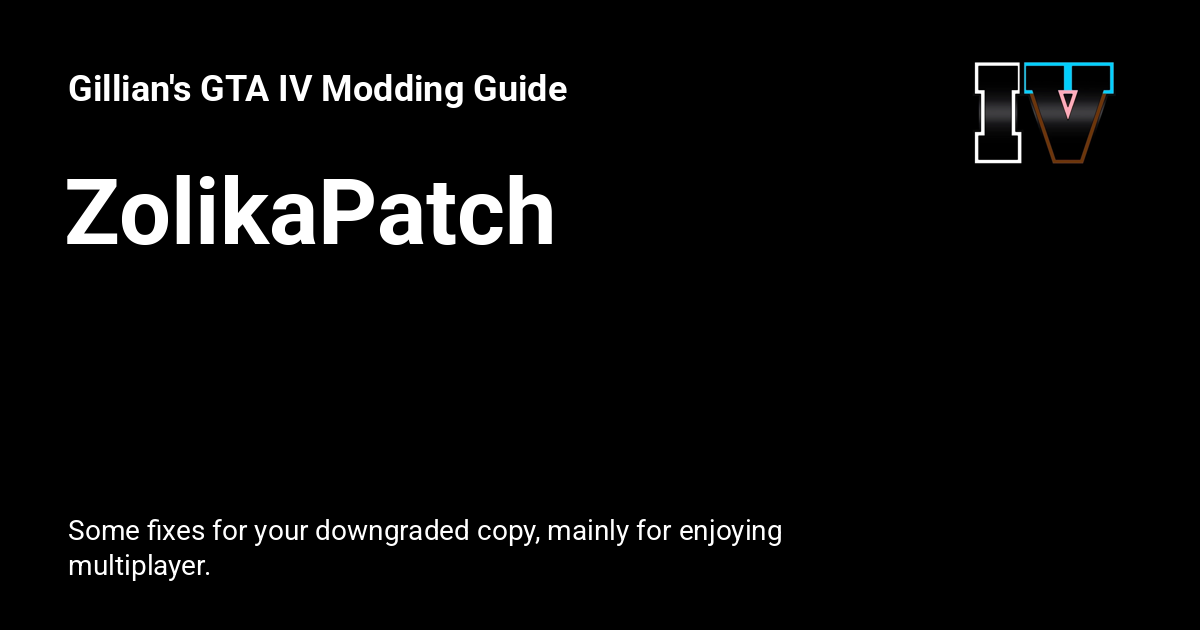 Gillian's GTA IV Modding Guide
IV
ZolikaPatch
Some fixes for your downgraded copy, mainly for enjoying
multiplayer.